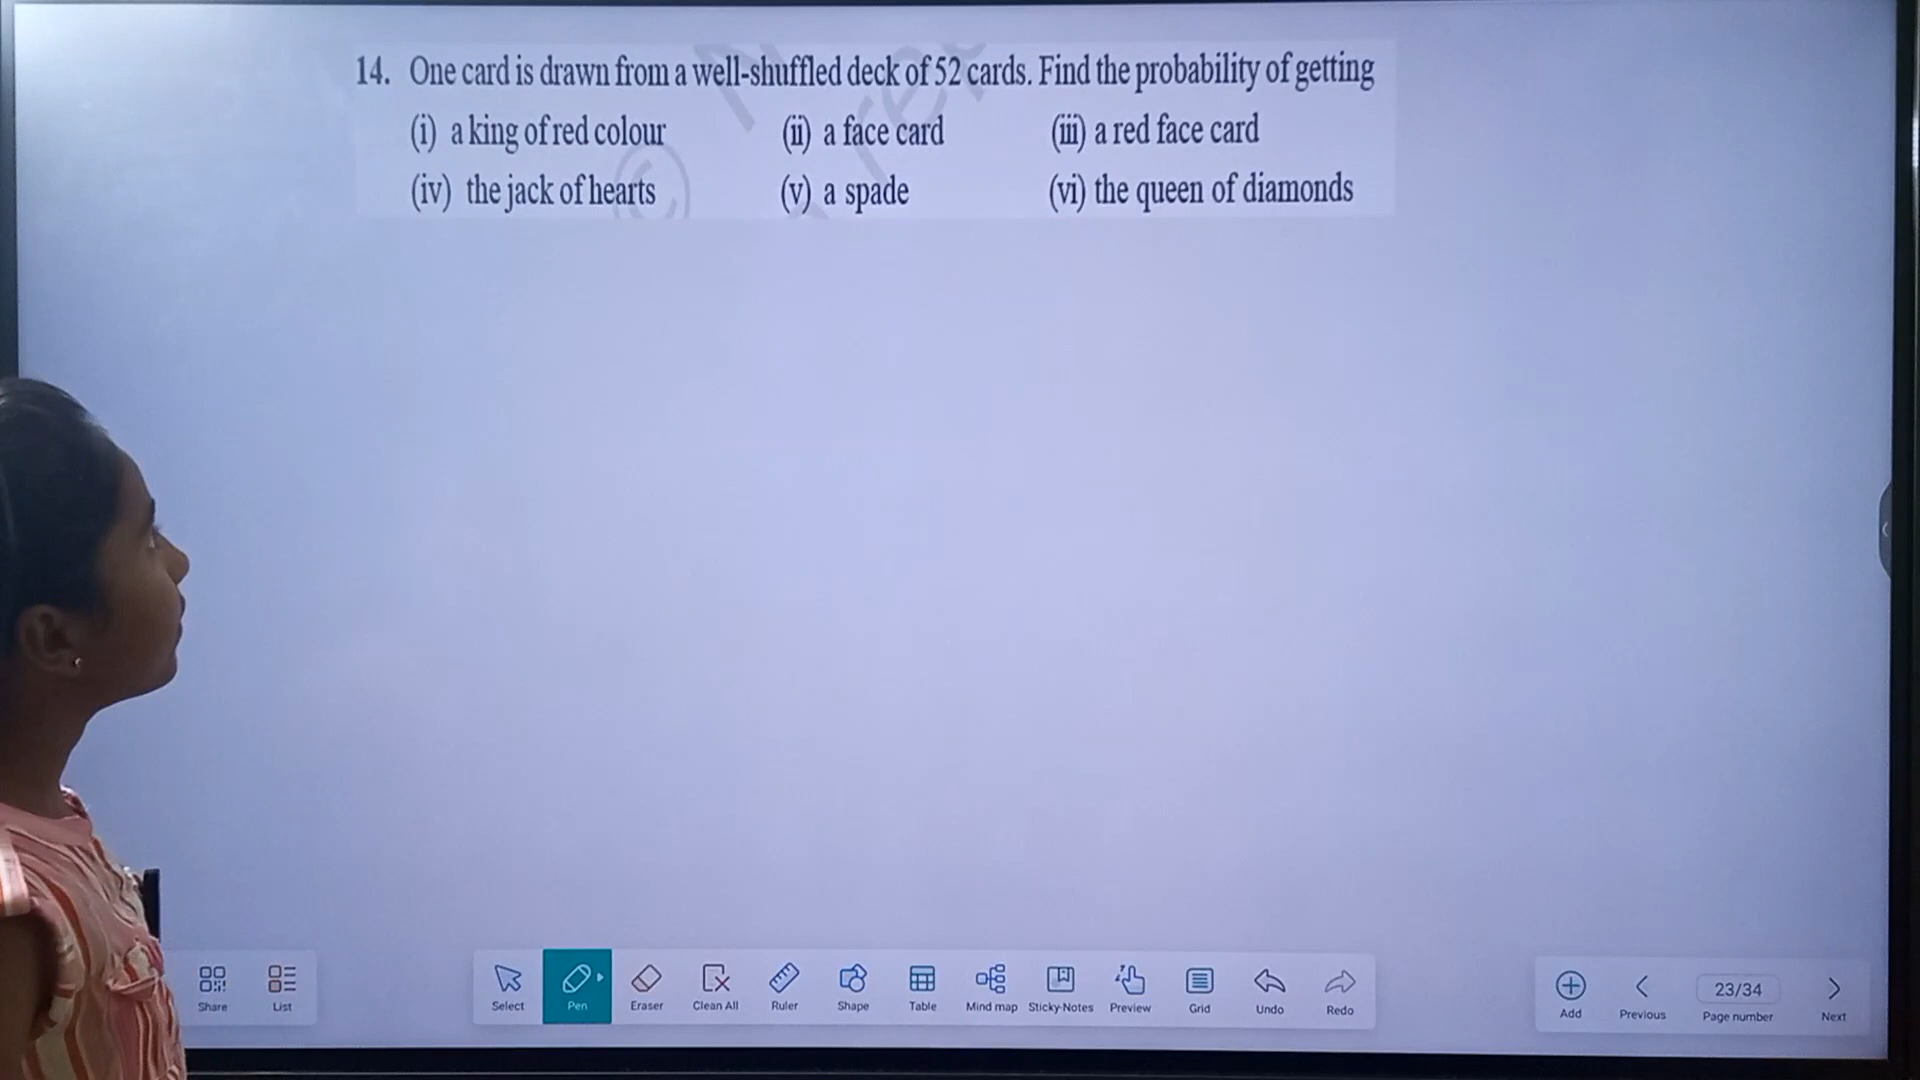 14. One card is drawn from a well-shuffled deck of 52 cards. Find the probability of getting
(i) a king of red colour (ii) a face card (iii) a red face card
(iv) the jack of hearts (v) a spade (vi) the queen of diamonds
Share List Select Pen Eraser Clean All Ruler Shape Table Mind map Sticky-Notes Preview Grid Undo Redo Add Previous 23/34 Page number Next